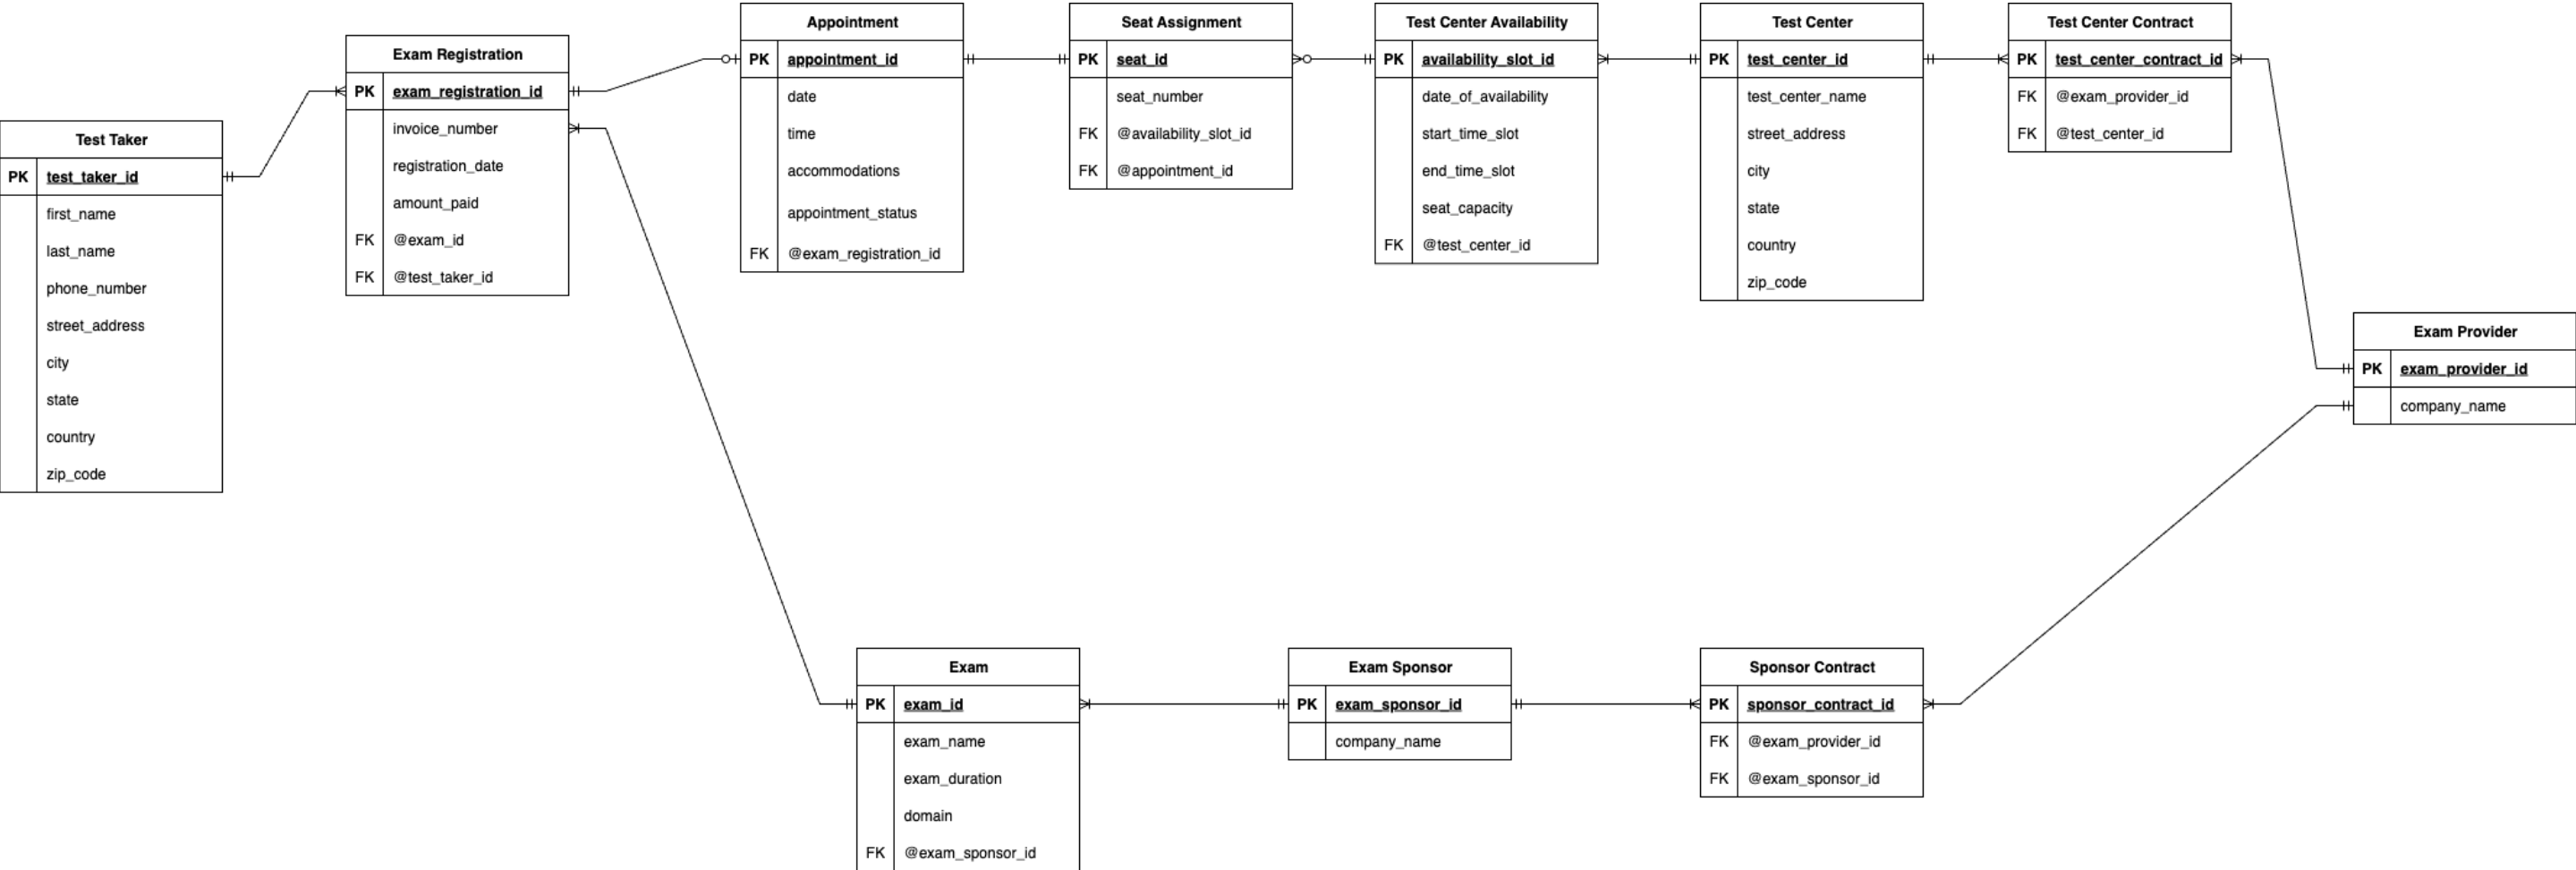 Test Taker
PK test_taker_id
first_name
last_name
phone_number
street_address
city
state
country
zip_code
Exam Registration
PK exam_registration_id
invoice_number
registration_date
amount_paid
FK @exam_id
FK @test_taker_id
Appointment
PK appointment_id
date
time
accommodations
appointment_status
FK @exam_registration_id
Seat Assignment
PK seat_id
seat_number
FK @availability_slot_id
FK @appointment_id
Test Center Availability
PK availability_slot_id
date_of_availability
start_time_slot
end_time_slot
seat_capacity
FK @test_center_id
Test Center
PK test_center_id
test_center_name
street_address
city
state
country
zip_code
Test Center Contract
PK test_center_contract_id
FK @exam_provider_id
FK @test_center_id
Exam Provider
PK exam_provider_id
company_name
Exam
PK exam_id
exam_name
exam_duration
domain
FK @exam_sponsor_id
Exam Sponsor
PK exam_sponsor_id
company_name
Sponsor Contract
PK sponsor_contract_id
FK @exam_provider_id
FK @exam_sponsor_id